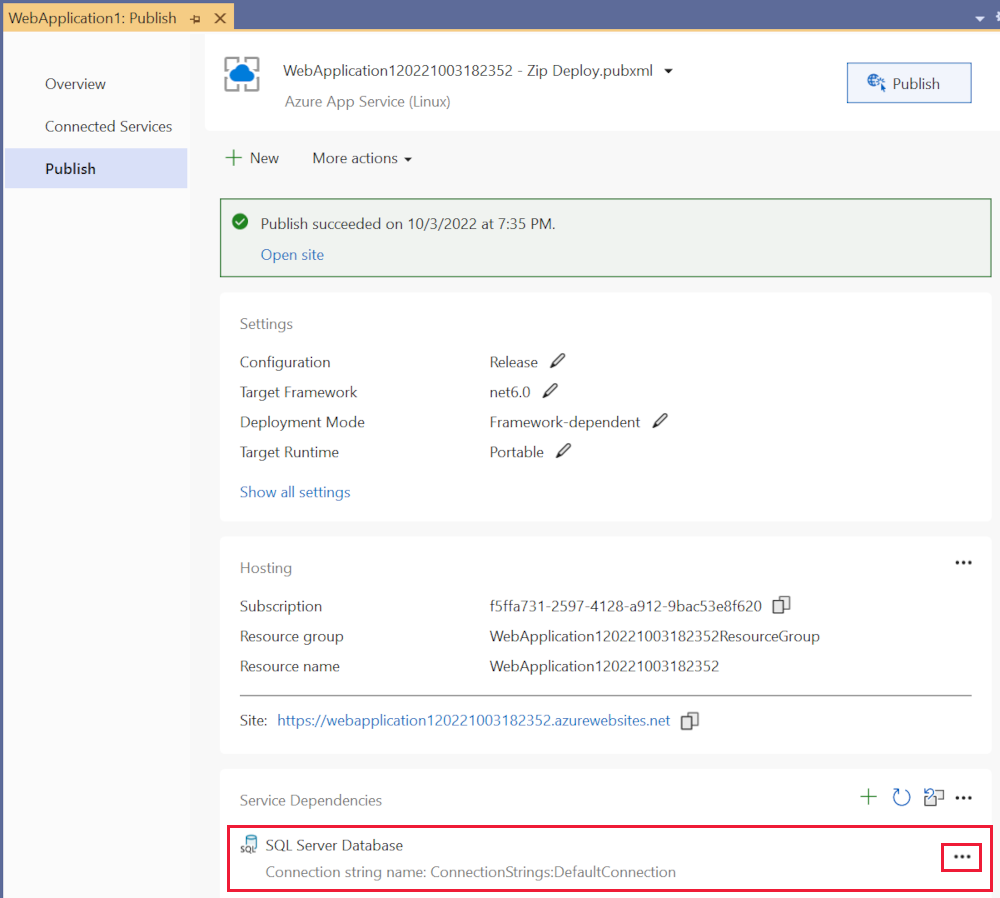 WebApplication1: Publish
Overview
Connected Services
Publish
WebApplication120221003182352 - Zip Deploy.pubxml
Azure App Service (Linux)
Publish
New
More actions
Publish succeeded on 10/3/2022 at 7:35 PM.
Open site
Settings
Configuration Release
Target Framework net6.0
Deployment Mode Framework-dependent
Target Runtime Portable
Show all settings
Hosting
Subscription f5ffa731-2597-4128-a912-9bac53e8f620
Resource group WebApplication120221003182352ResourceGroup
Resource name WebApplication120221003182352
Site: https://webapplication120221003182352.azurewebsites.net
Service Dependencies
SQL SQL Server Database
Connection string name: ConnectionStrings:DefaultConnection